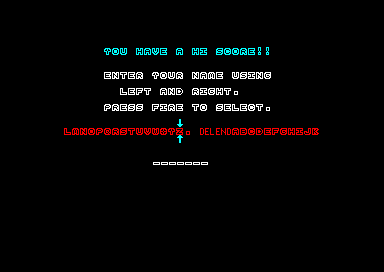 YOU HAVE A HI SCORE!!
ENTER YOUR NAME USING
LEFT AND RIGHT.
PRESS FIRE TO SELECT.
LMNOPQRSTUVWXYZ. DELENDABCDEFGHIJK
-------